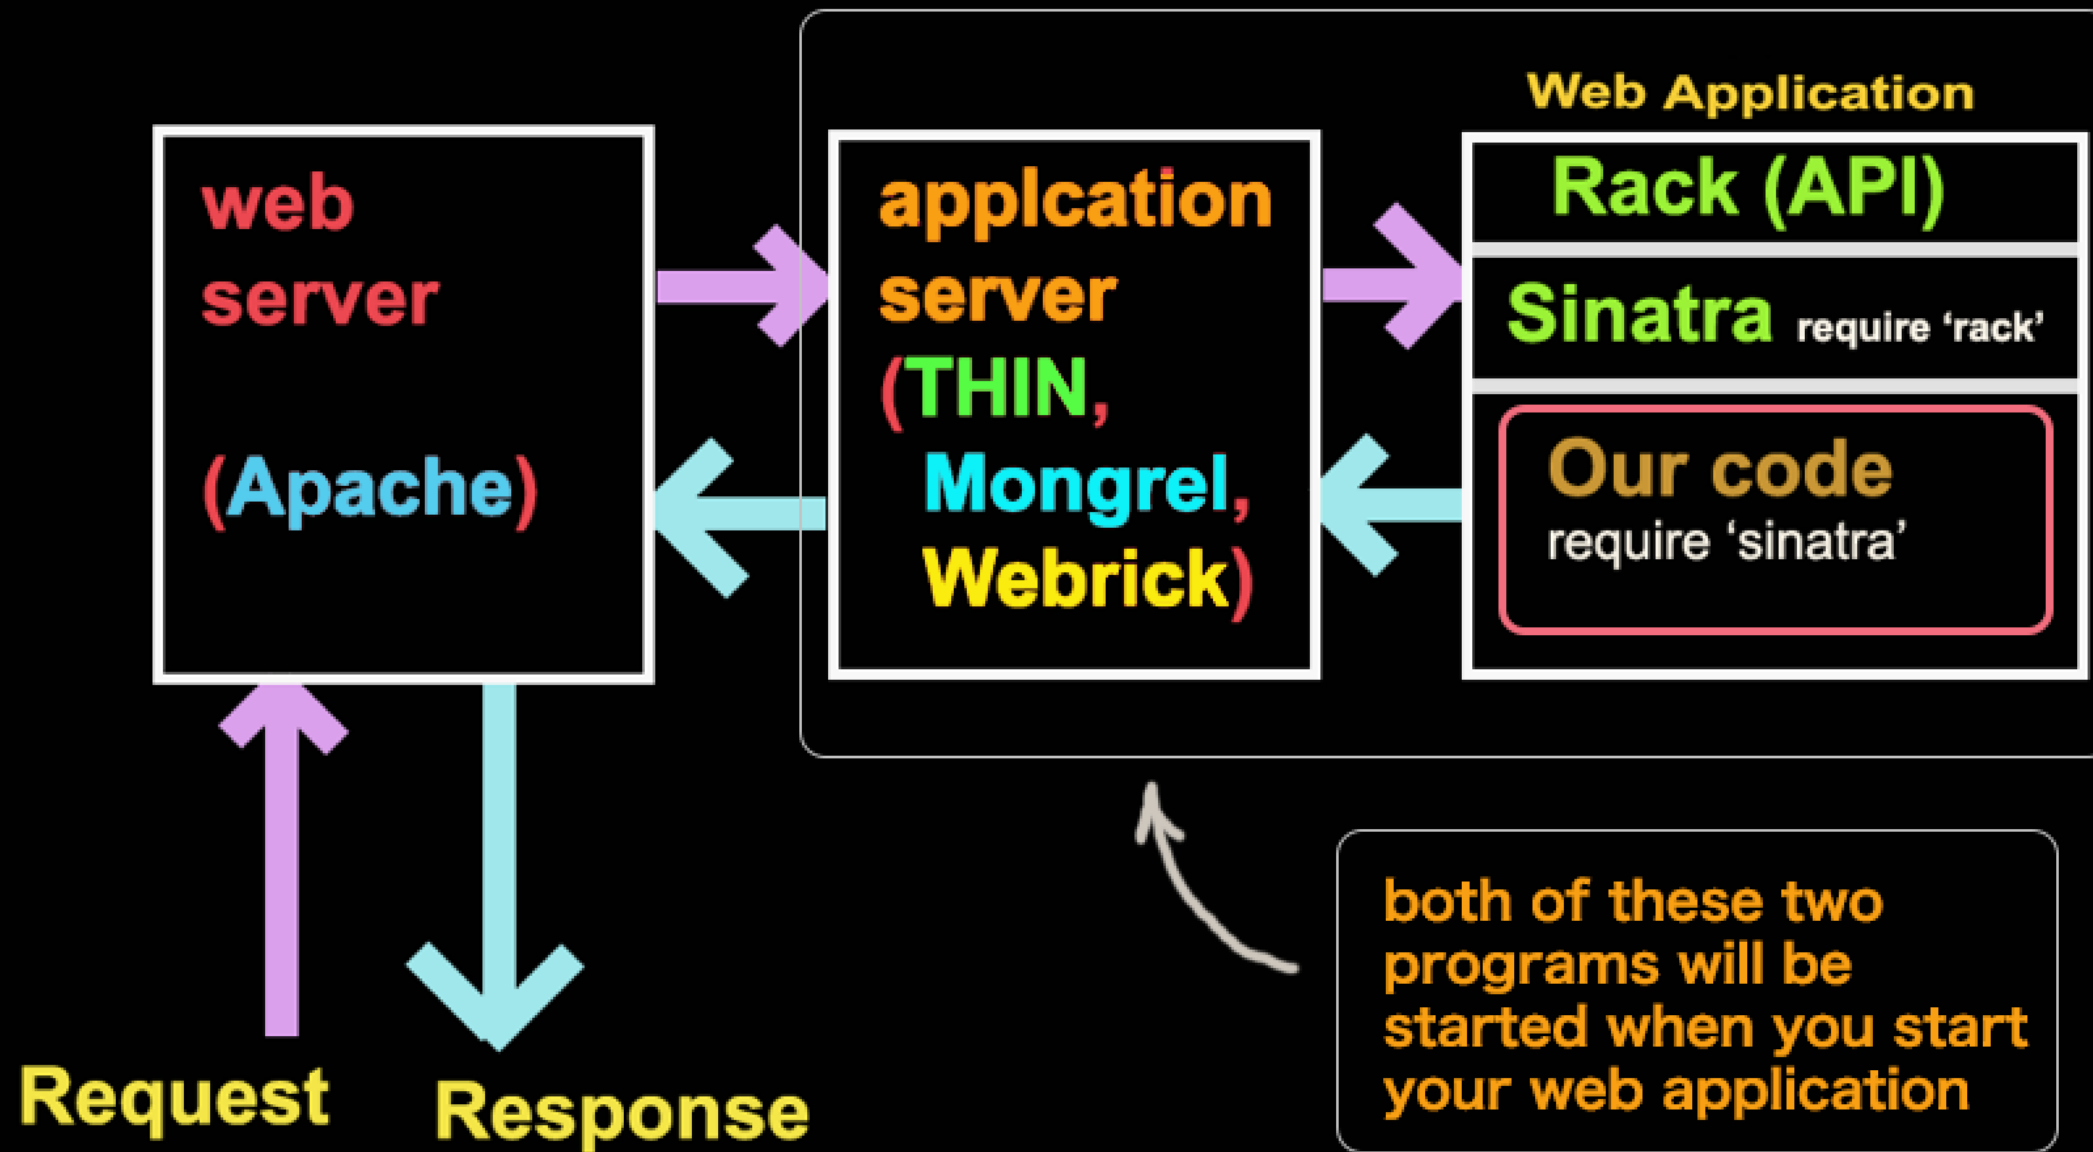 web
server
(Apache)
applcation
server
(THIN,
Mongrel,
Webrick)
Web Application
Rack (API)
Sinatra require ‘rack’
Our code
require ‘sinatra’
both of these two
programs will be
started when you start
your web application
Request
Response